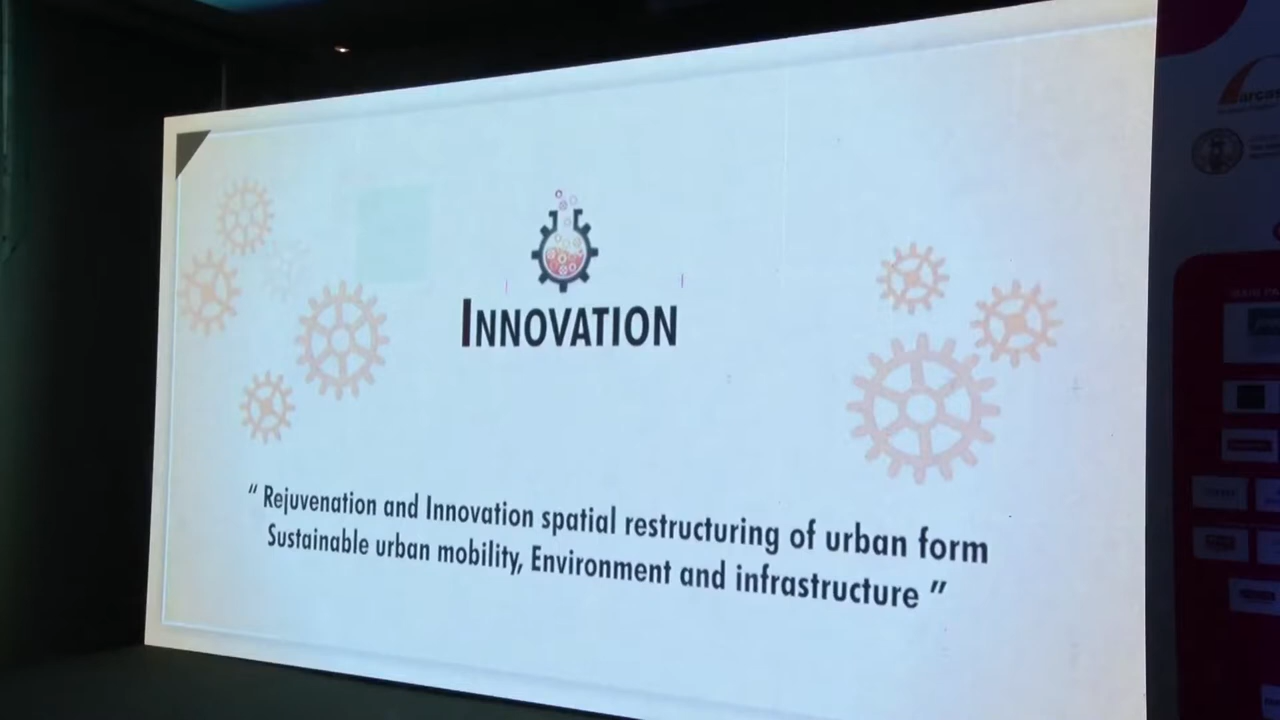 INNOVATION
“ Rejuvenation and Innovation spatial restructuring of urban form
Sustainable urban mobility, Environment and infrastructure ”